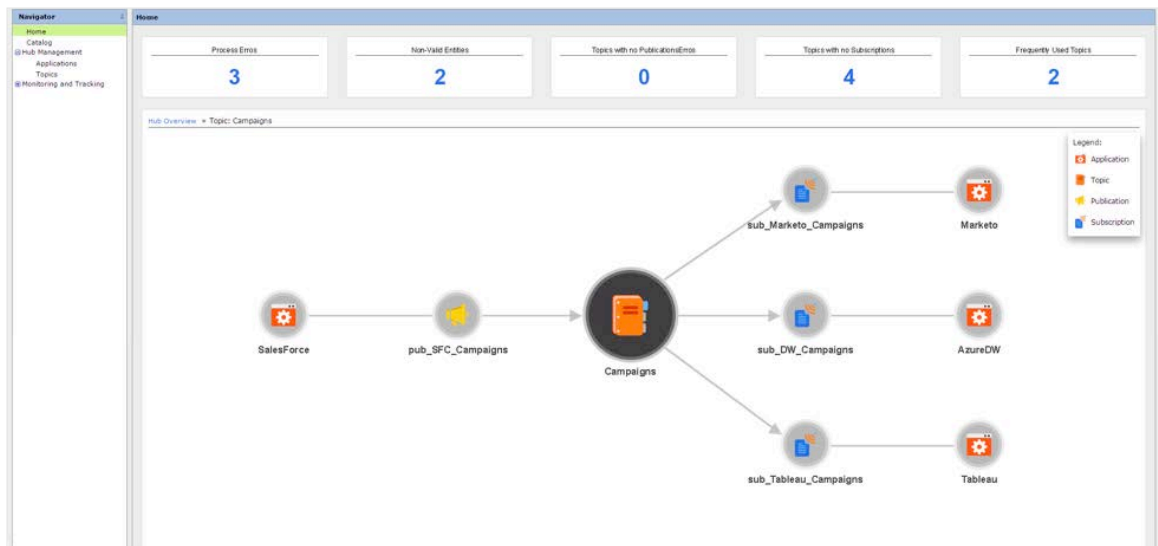 Navigator
Home
Home
Catalog
Hub Management
Applications
Topics
Monitoring and Tracking
Process Erros
3
Non-Valid Entities
2
Topics with no PublicationsErros
0
Topics with no Subscriptions
4
Frequently Used Topics
2
Hub Overview » Topic: Campaigns
Legend:
Application
Topic
Publication
Subscription
sub_Marketo_Campaigns
Marketo
SalesForce
pub_SFC_Campaigns
Campaigns
sub_DW_Campaigns
AzureDW
sub_Tableau_Campaigns
Tableau